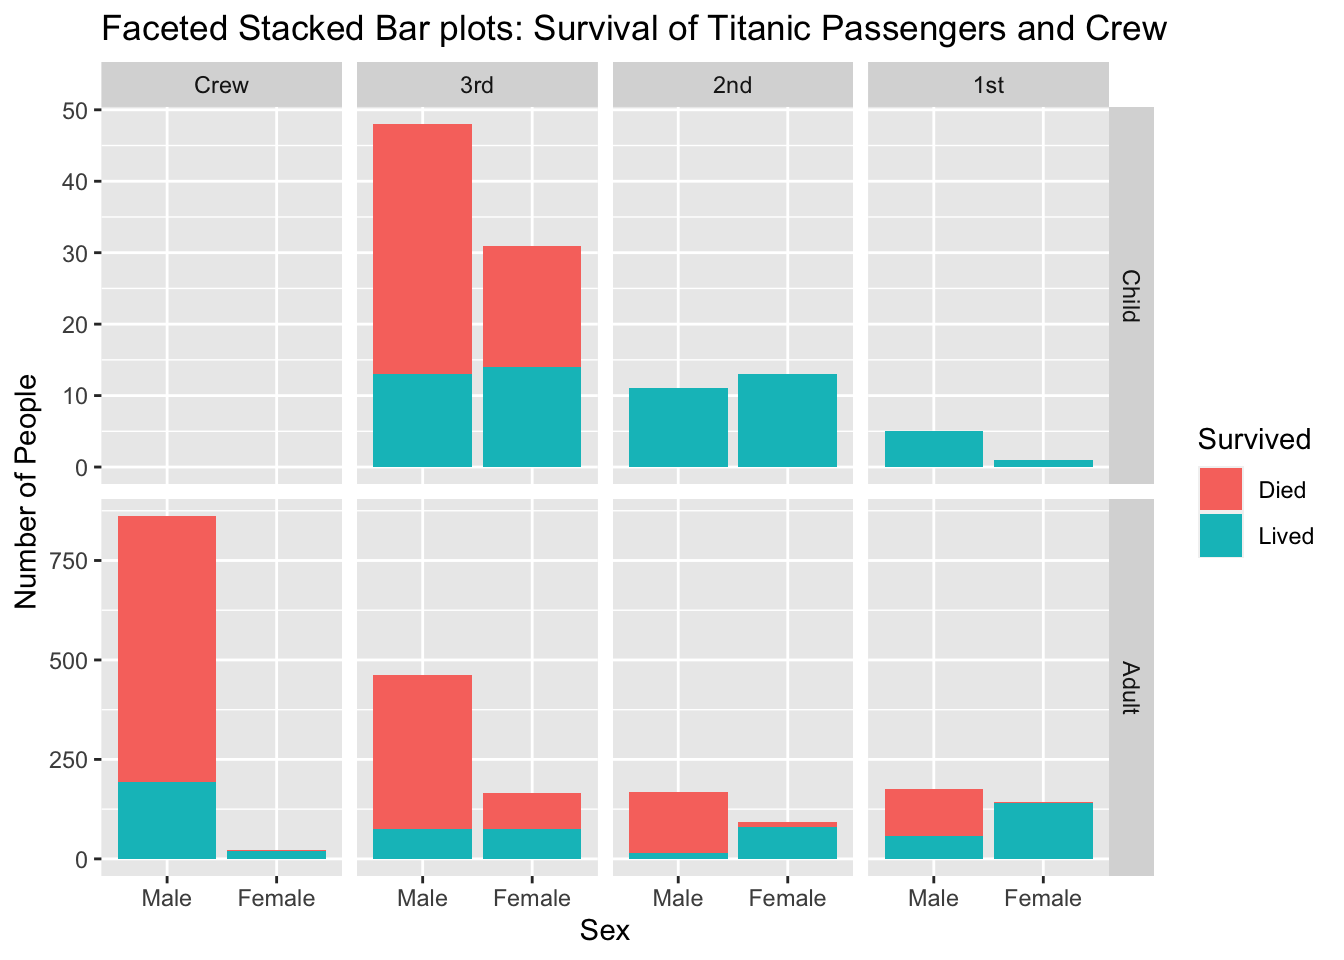 Faceted Stacked Bar plots: Survival of Titanic Passengers and Crew
Crew
3rd
2nd
1st
50
40
30
20
10
0
Child
750
500
250
0
Adult
Number of People
Male
Female
Male
Female
Male
Female
Male
Female
Sex
Survived
Died
Lived